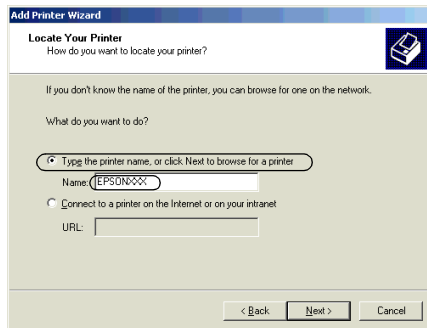 Add Printer Wizard
Locate Your Printer
How do you want to locate your printer?
If you don't know the name of the printer, you can browse for one on the network.
What do you want to do?
Type the printer name, or click Next to browse for a printer
Name: EPSONXXX
Connect to a printer on the Internet or on your intranet
URL:
< Back Next > Cancel